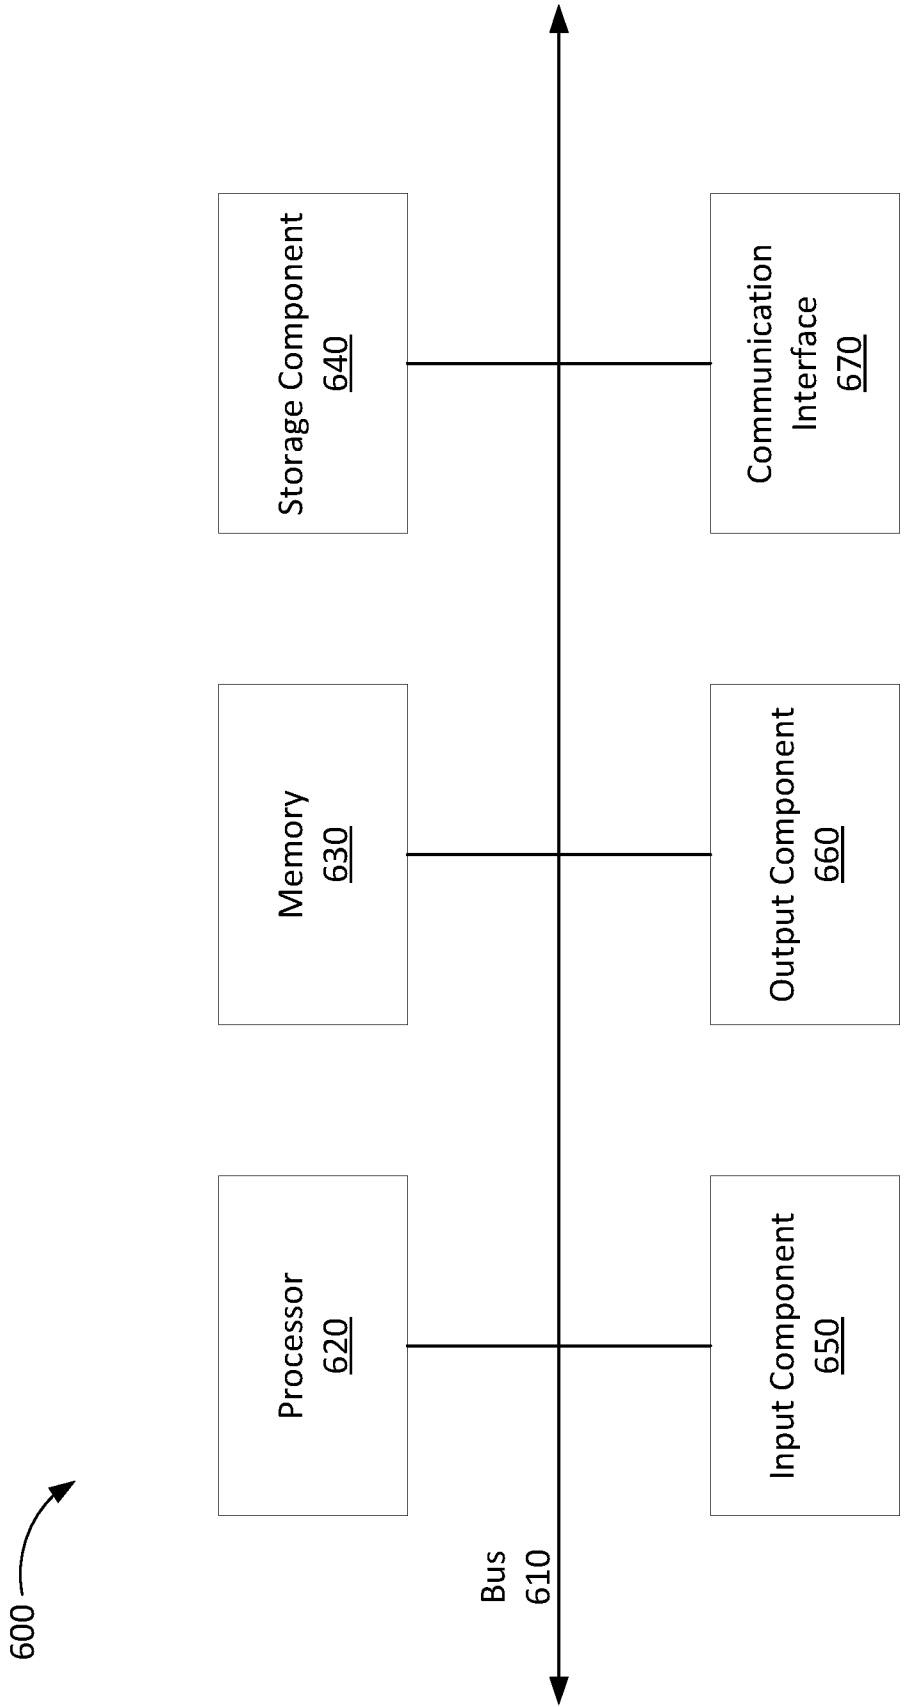 600
Processor
620
Memory
630
Storage Component
640
Bus
610
Input Component
650
Output Component
660
Communication
Interface
670